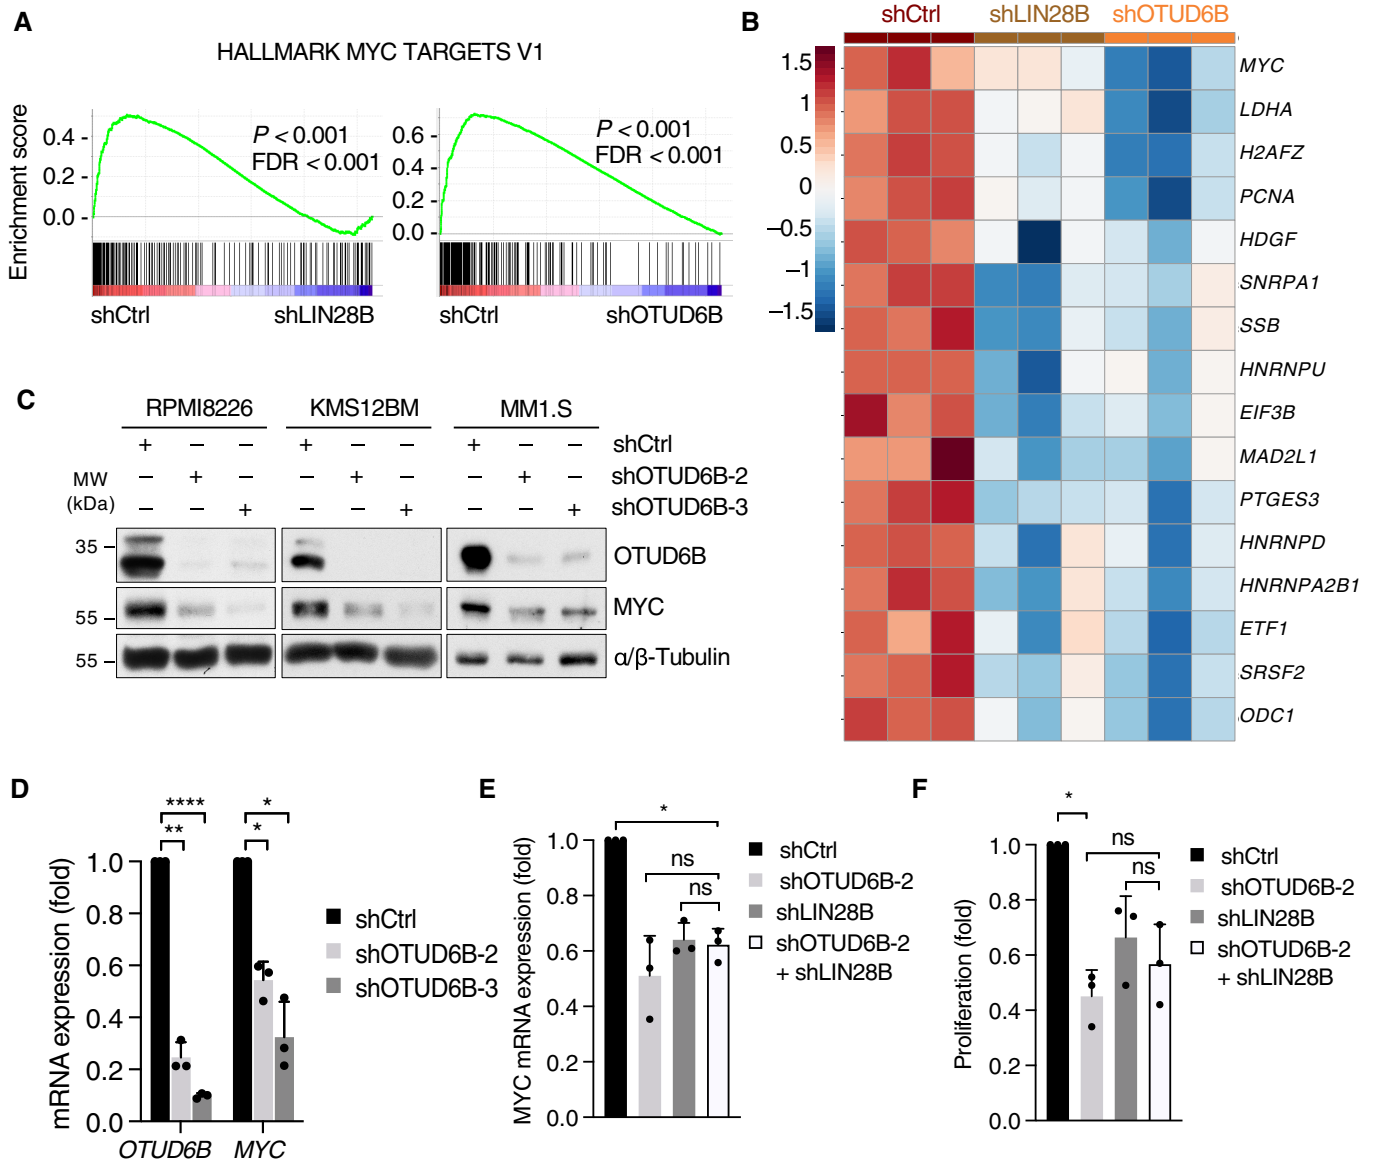 A
HALLMARK MYC TARGETS V1
Enrichment score
0.4
0.2
0.0
P < 0.001
FDR < 0.001
shCtrl
shLIN28B
0.6
0.4
0.2
0.0
P < 0.001
FDR < 0.001
shCtrl
shOTUD6B
B
shCtrl
shLIN28B
shOTUD6B
1.5
1
0.5
0
−0.5
−1
−1.5
MYC
LDHA
H2AFZ
PCNA
HDGF
SNRPA1
SSB
HNRNPU
EIF3B
MAD2L1
PTGES3
HNRNPD
HNRNPA2B1
ETF1
SRSF2
ODC1
C
RPMI8226
KMS12BM
MM1.S
+ − − + − − + − − shCtrl
− + − − + − − + − shOTUD6B-2
− − + − − + − − + shOTUD6B-3
MW
(kDa)
35
OTUD6B
55
MYC
55
α/β-Tubulin
D
mRNA expression (fold)
1.0
0.8
0.6
0.4
0.2
0.0
****
**
*
*
OTUD6B
MYC
shCtrl
shOTUD6B-2
shOTUD6B-3
E
MYC mRNA expression (fold)
1.0
0.8
0.6
0.4
0.2
0.0
*
ns
ns
shCtrl
shOTUD6B-2
shLIN28B
shOTUD6B-2
+ shLIN28B
F
Proliferation (fold)
1.0
0.8
0.6
0.4
0.2
0.0
*
ns
ns
shCtrl
shOTUD6B-2
shLIN28B
shOTUD6B-2
+ shLIN28B